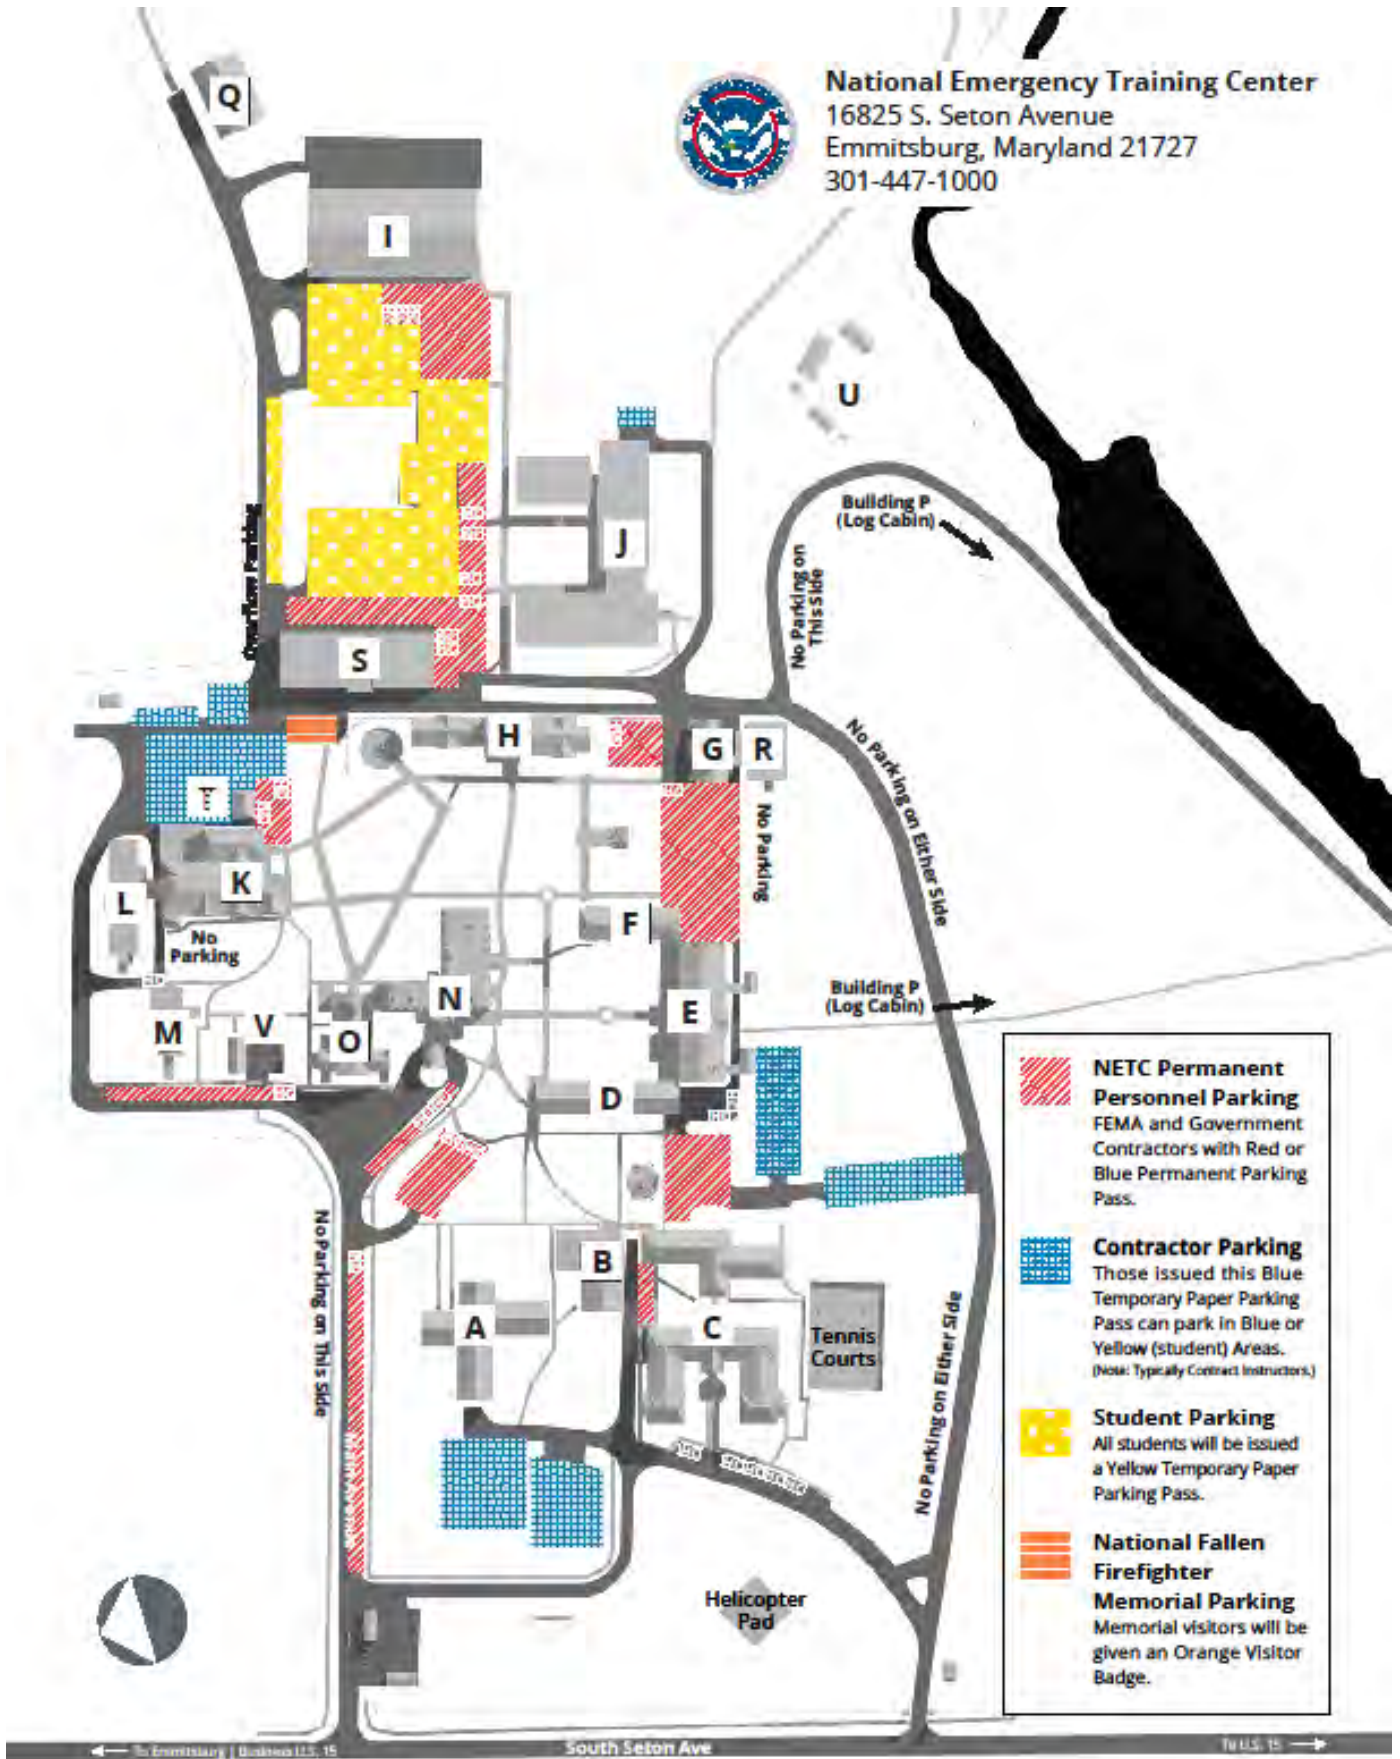 National Emergency Training Center
16825 S. Seton Avenue
Emmitsburg, Maryland 21727
301-447-1000
Q
I
U
Building P
(Log Cabin)
J
Overflow Parking
No Parking on
This Side
S
H
G
R
No Parking on Either Side
T
No Parking
K
L
F
No
Parking
N
E
Building P
(Log Cabin)
M
V
O
D
No Parking on This Side
B
A
C
Tennis
Courts
No Parking on Either Side
Helicopter
Pad
NETC Permanent
Personnel Parking
FEMA and Government
Contractors with Red or
Blue Permanent Parking
Pass.
Contractor Parking
Those issued this Blue
Temporary Paper Parking
Pass can park in Blue or
Yellow (student) Areas.
(Note: Typically Contract Instructors.)
Student Parking
All students will be issued
a Yellow Temporary Paper
Parking Pass.
National Fallen
Firefighter
Memorial Parking
Memorial visitors will be
given an Orange Visitor
Badge.
To Emmitsburg | Business U.S. 15
South Seton Ave
To U.S. 15